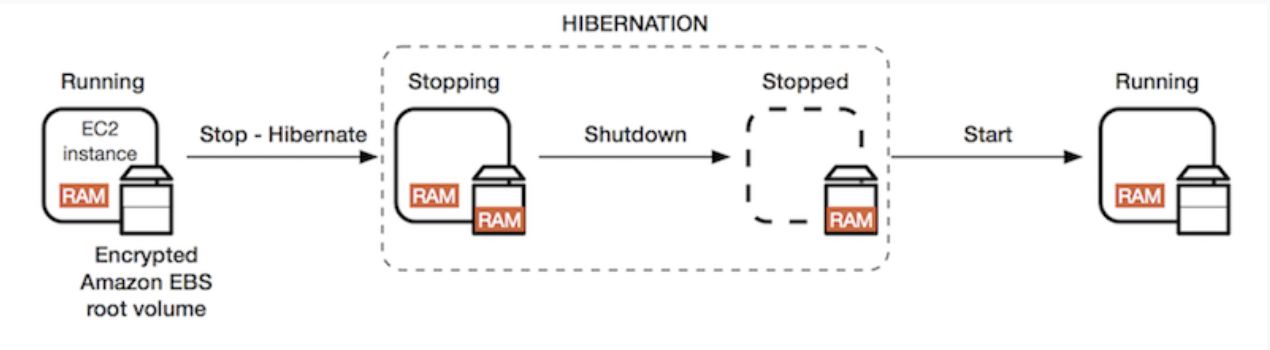 HIBERNATION
Running
Stopping
Stopped
Running
EC2
instance
Stop - Hibernate
Shutdown
Start
RAM
RAM
RAM
RAM
RAM
Encrypted
Amazon EBS
root volume